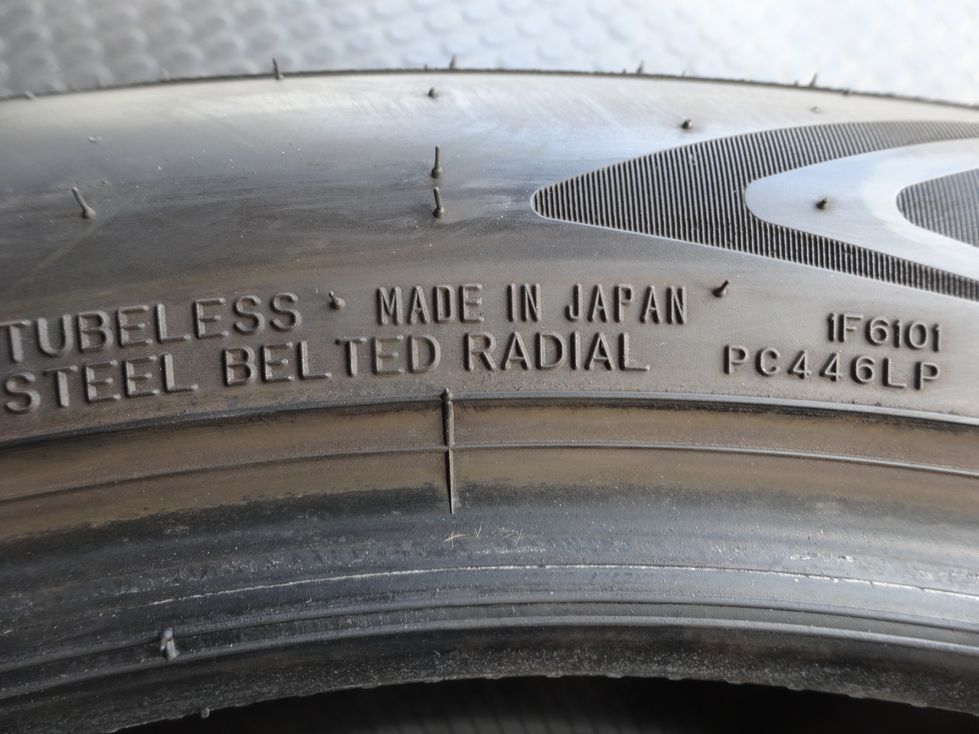 TUBELESS MADE IN JAPAN
STEEL BELTED RADIAL
1F6101
PC446LP